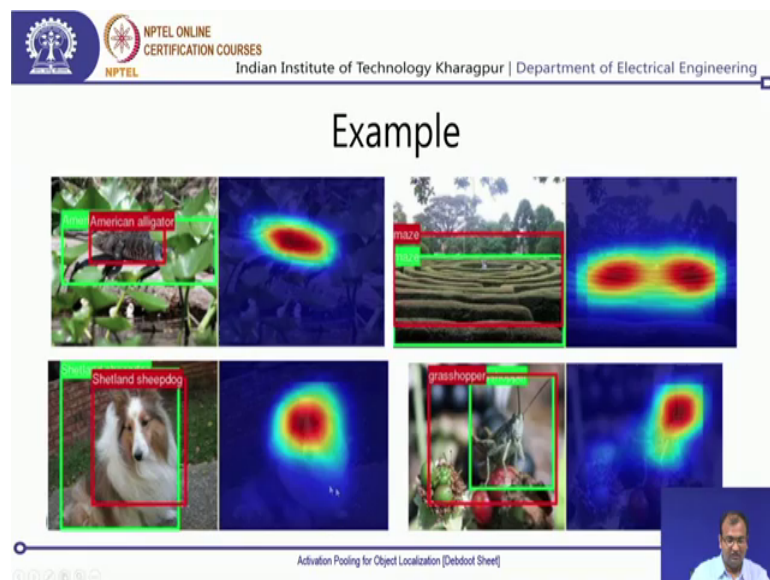 NPTEL ONLINE
CERTIFICATION COURSES
NPTEL
Indian Institute of Technology Kharagpur | Department of Electrical Engineering
Example
American alligator
maze
maze
Shetland sheepdog
grasshopper
Activation Pooling for Object Localization [Debdoot Sheet]